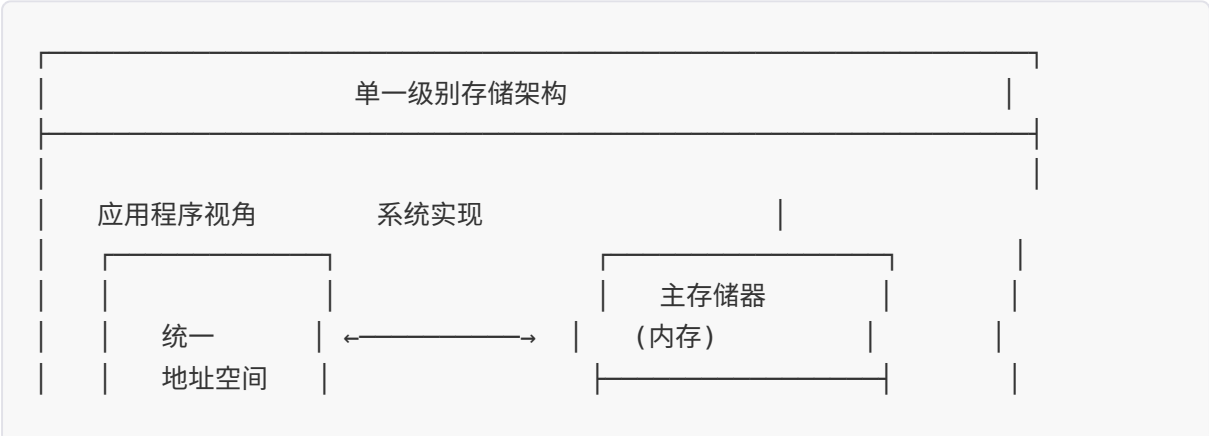 单一级别存储架构
应用程序视角 系统实现
主存储器
统一 ←→ (内存)
地址空间